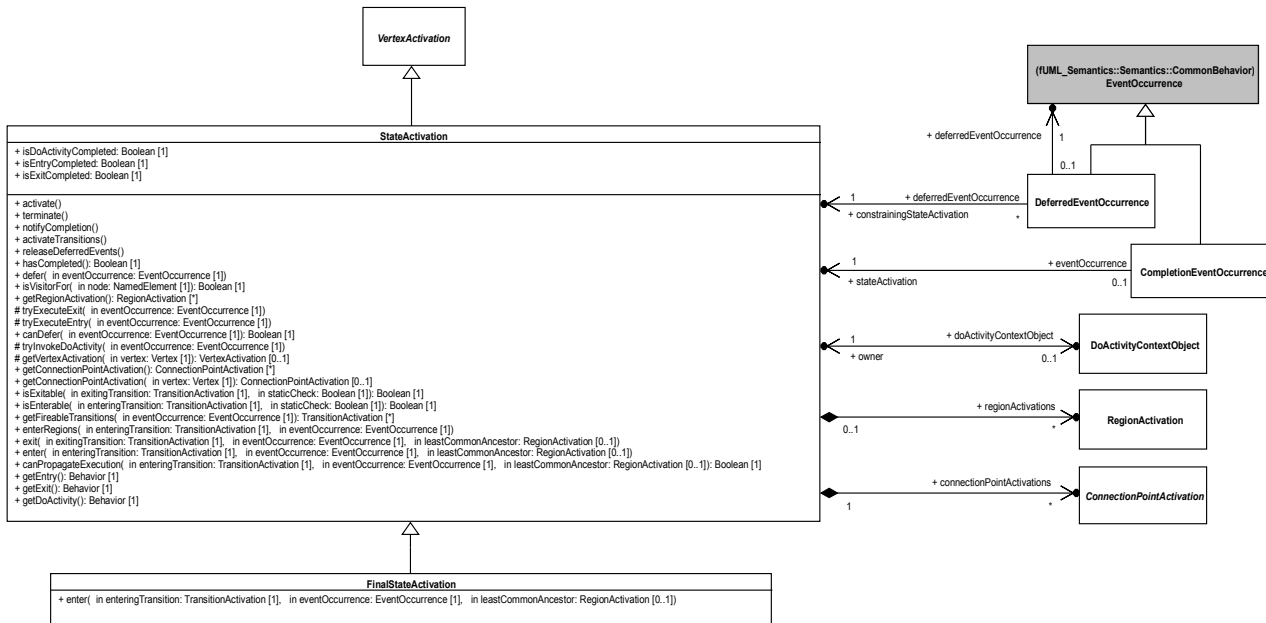 VertexActivation
(fUML_Semantics::Semantics::CommonBehavior)
EventOccurrence
StateActivation
+ isDoActivityCompleted: Boolean [1]
+ isEntryCompleted: Boolean [1]
+ isExitCompleted: Boolean [1]
+ activate()
+ terminate()
+ notifyCompletion()
+ activateTransitions()
+ releaseDeferredEvents()
+ hasCompleted(): Boolean [1]
+ defer( in eventOccurrence: EventOccurrence [1])
+ isVisitorFor( in node: NamedElement [1]): Boolean [1]
+ getRegionActivation(): RegionActivation [*]
# tryExecuteExit( in eventOccurrence: EventOccurrence [1])
# tryExecuteEntry( in eventOccurrence: EventOccurrence [1])
+ canDefer( in eventOccurrence: EventOccurrence [1]): Boolean [1]
# tryInvokeDoActivity( in eventOccurrence: EventOccurrence [1])
# getVertexActivation( in vertex: Vertex [1]): VertexActivation [0..1]
+ getConnectionPointActivation(): ConnectionPointActivation [*]
+ getConnectionPointActivation( in vertex: Vertex [1]): ConnectionPointActivation [0..1]
+ isExitable( in exitingTransition: TransitionActivation [1], in staticCheck: Boolean [1]): Boolean [1]
+ isEnterable( in enteringTransition: TransitionActivation [1], in staticCheck: Boolean [1]): Boolean [1]
+ getFireableTransitions( in eventOccurrence: EventOccurrence [1]): TransitionActivation [*]
+ enterRegions( in enteringTransition: TransitionActivation [1], in eventOccurrence: EventOccurrence [1])
+ exit( in exitingTransition: TransitionActivation [1], in eventOccurrence: EventOccurrence [1], in leastCommonAncestor: RegionActivation [0..1])
+ enter( in enteringTransition: TransitionActivation [1], in eventOccurrence: EventOccurrence [1], in leastCommonAncestor: RegionActivation [0..1])
+ canPropagateExecution( in enteringTransition: TransitionActivation [1], in eventOccurrence: EventOccurrence [1], in leastCommonAncestor: RegionActivation [0..1]): Boolean [1]
+ getEntry(): Behavior [1]
+ getExit(): Behavior [1]
+ getDoActivity(): Behavior [1]
+ deferredEventOccurrence
1
0..1
1
+ deferredEventOccurrence
+ constrainingStateActivation
*
DeferredEventOccurrence
1
+ eventOccurrence
+ stateActivation
0..1
CompletionEventOccurrence
1
+ doActivityContextObject
+ owner
0..1
DoActivityContextObject
+ regionActivations
0..1
*
RegionActivation
+ connectionPointActivations
1
*
ConnectionPointActivation
FinalStateActivation
+ enter( in enteringTransition: TransitionActivation [1], in eventOccurrence: EventOccurrence [1], in leastCommonAncestor: RegionActivation [0..1])